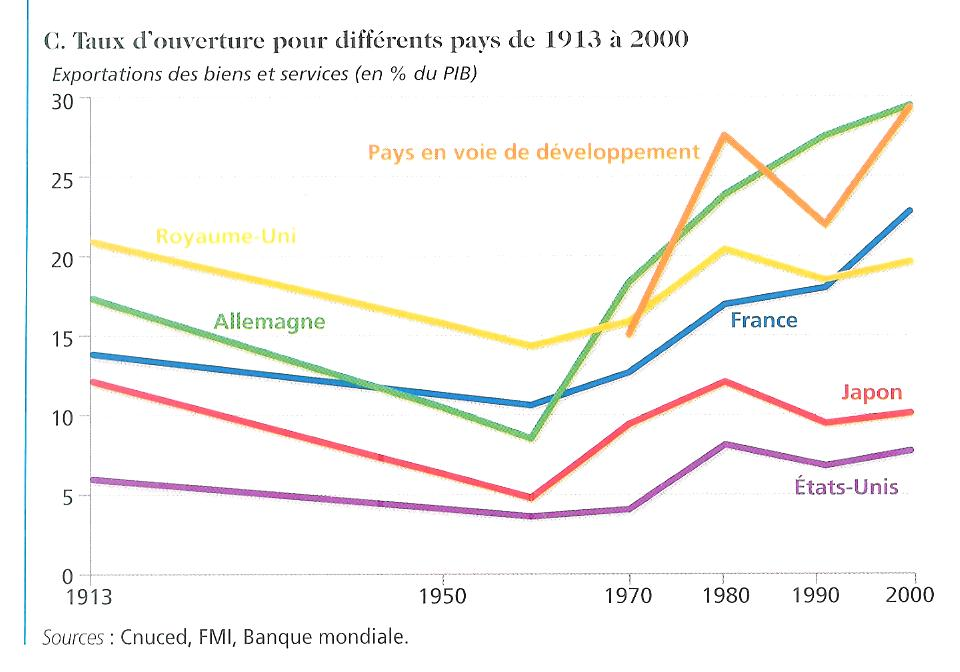 C. Taux d'ouverture pour différents pays de 1913 à 2000
Exportations des biens et services (en % du PIB)
30
Pays en voie de développement
25
Royaume-Uni
20
Allemagne
France
15
Japon
10
États-Unis
5
0
1913 1950 1970 1980 1990 2000
Sources : Cnuced, FMI, Banque mondiale.